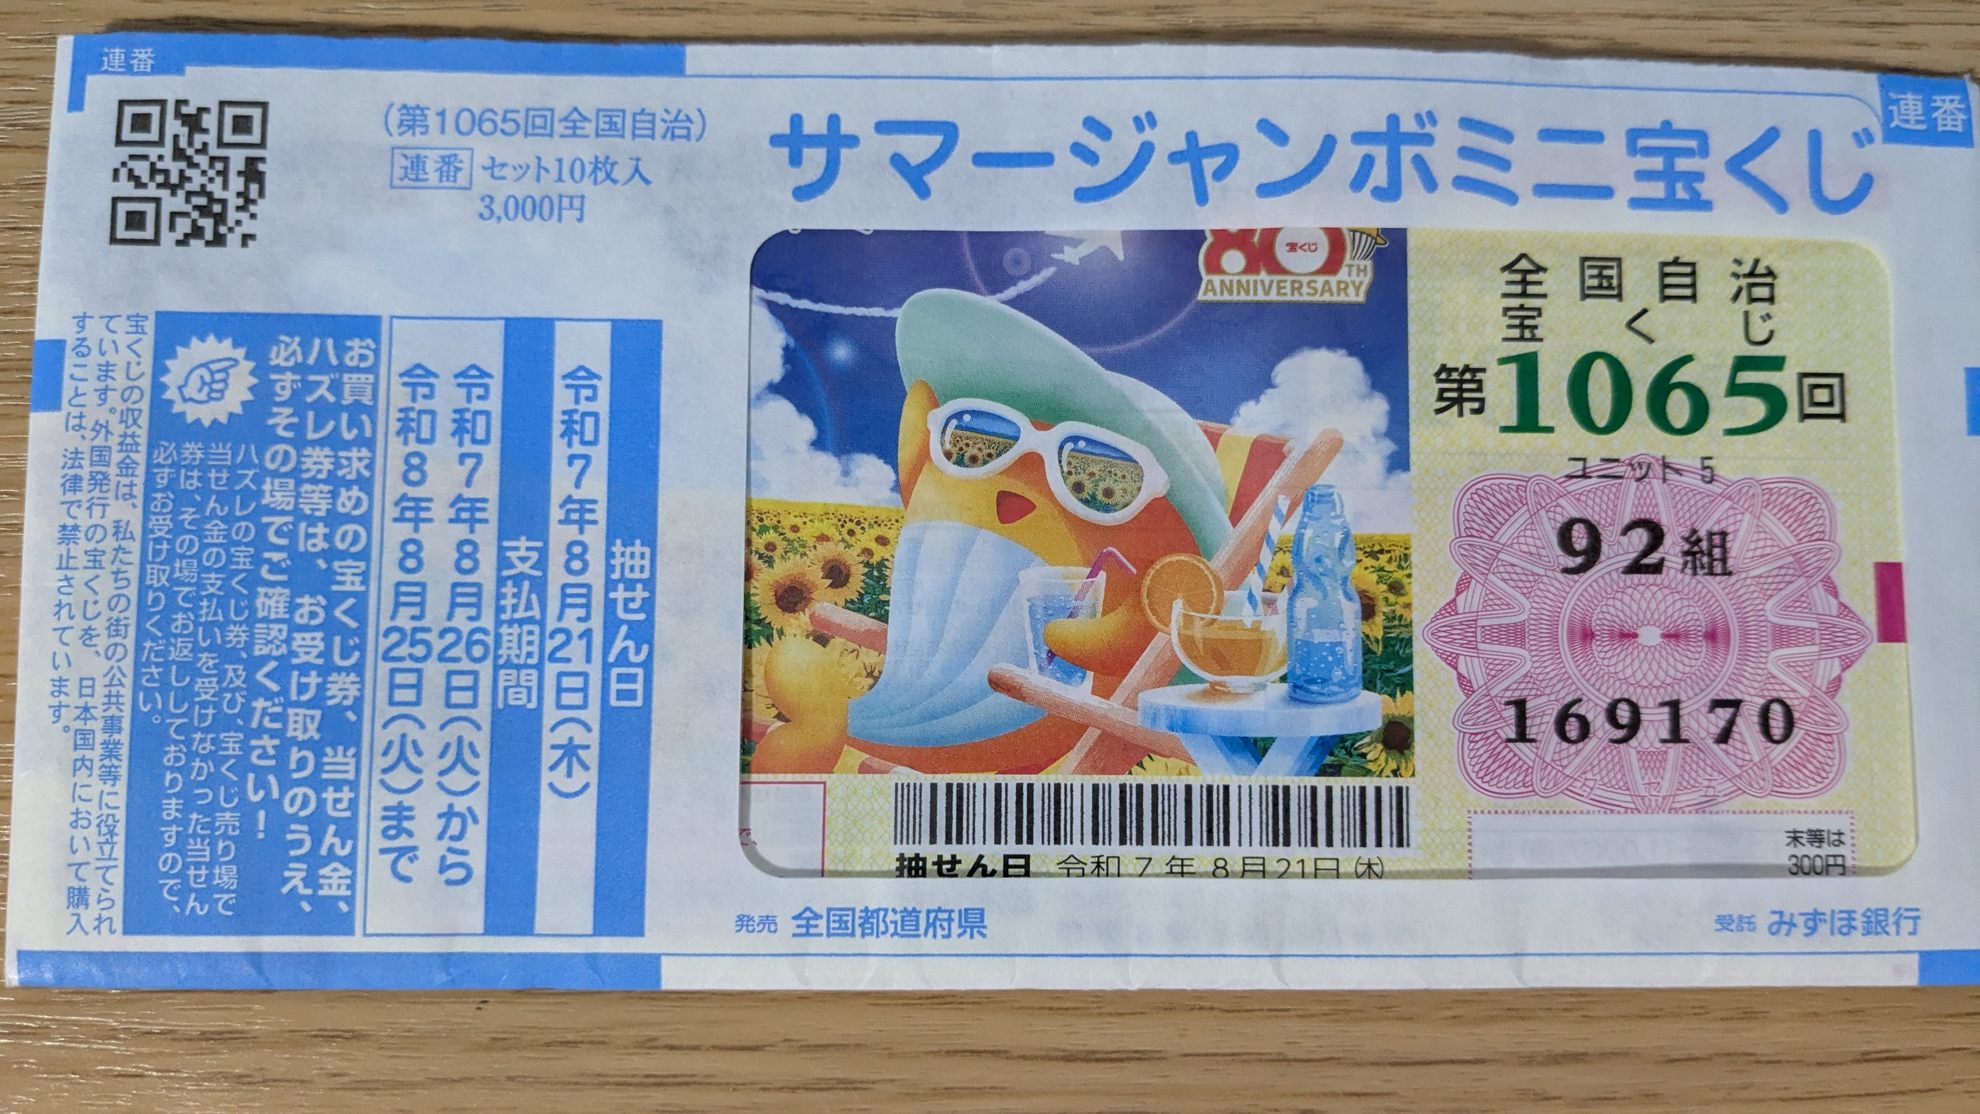 連番
(第1065回全国自治)
連番 セット10枚入
3,000円
サマージャンボミニ宝くじ
連番
抽せん日
令和7年8月21日(木)
支払期間
令和7年8月26日(火)から
令和8年8月25日(火)まで
お買い求めの宝くじ券、当せん金、
ハズレ券等は、お受け取りのうえ、
必ずその場でご確認ください!
ハズレの宝くじ券、及び、宝くじ売り場で
当せん金の支払いを受けなかった当せん
券は、その場でお返ししておりますので、
必ずお受け取りください。
宝くじの収益金は、私たちの街の公共事業等に役立てられ
ています。外国発行の宝くじを、日本国内において購入
することは、法律で禁止されています。
80
宝くじ
TH
ANNIVERSARY
全国自治
宝くじ
第1065回
ユニット 5
92組
169170
抽せん日 令和 7 年 8月21日 (木)
末等は
300円
発売 全国都道府県
受託 みずほ銀行